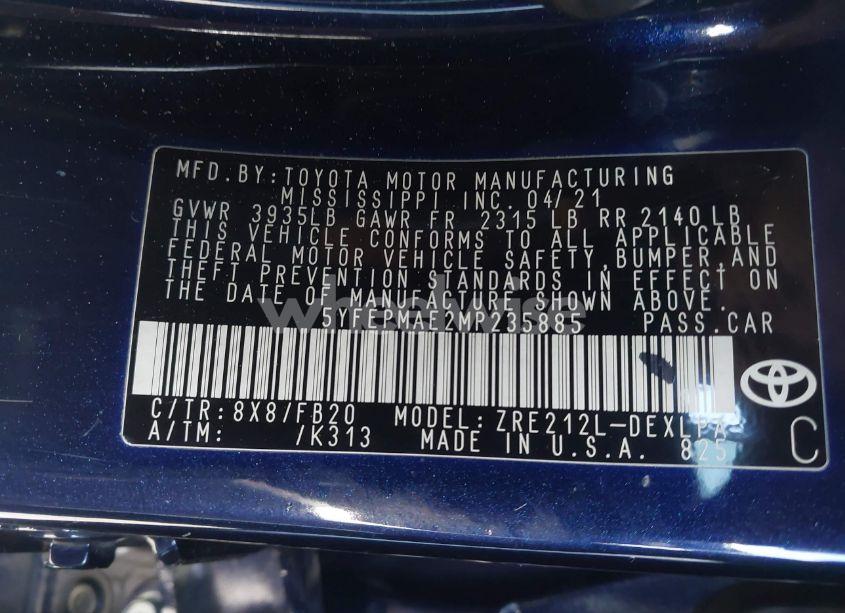 MFD.BY:TOYOTA MOTOR MANUFACTURING
MISSISSIPPI INC. 04/21
GVWR 3935LB GAWR FR 2315 LB RR 2140 LB
THIS VEHICLE CONFORMS TO ALL APPLICABLE
FEDERAL MOTOR VEHICLE SAFETY, BUMPER, AND
THEFT PREVENTION STANDARDS IN EFFECT ON
THE DATE OF MANUFACTURE SHOWN ABOVE.
PASS.CAR
C/TR:8X8/FB20 MODEL:ZRE212L-DEXLPA
A/TM: /K313 MADE IN U.S.A. 825
C